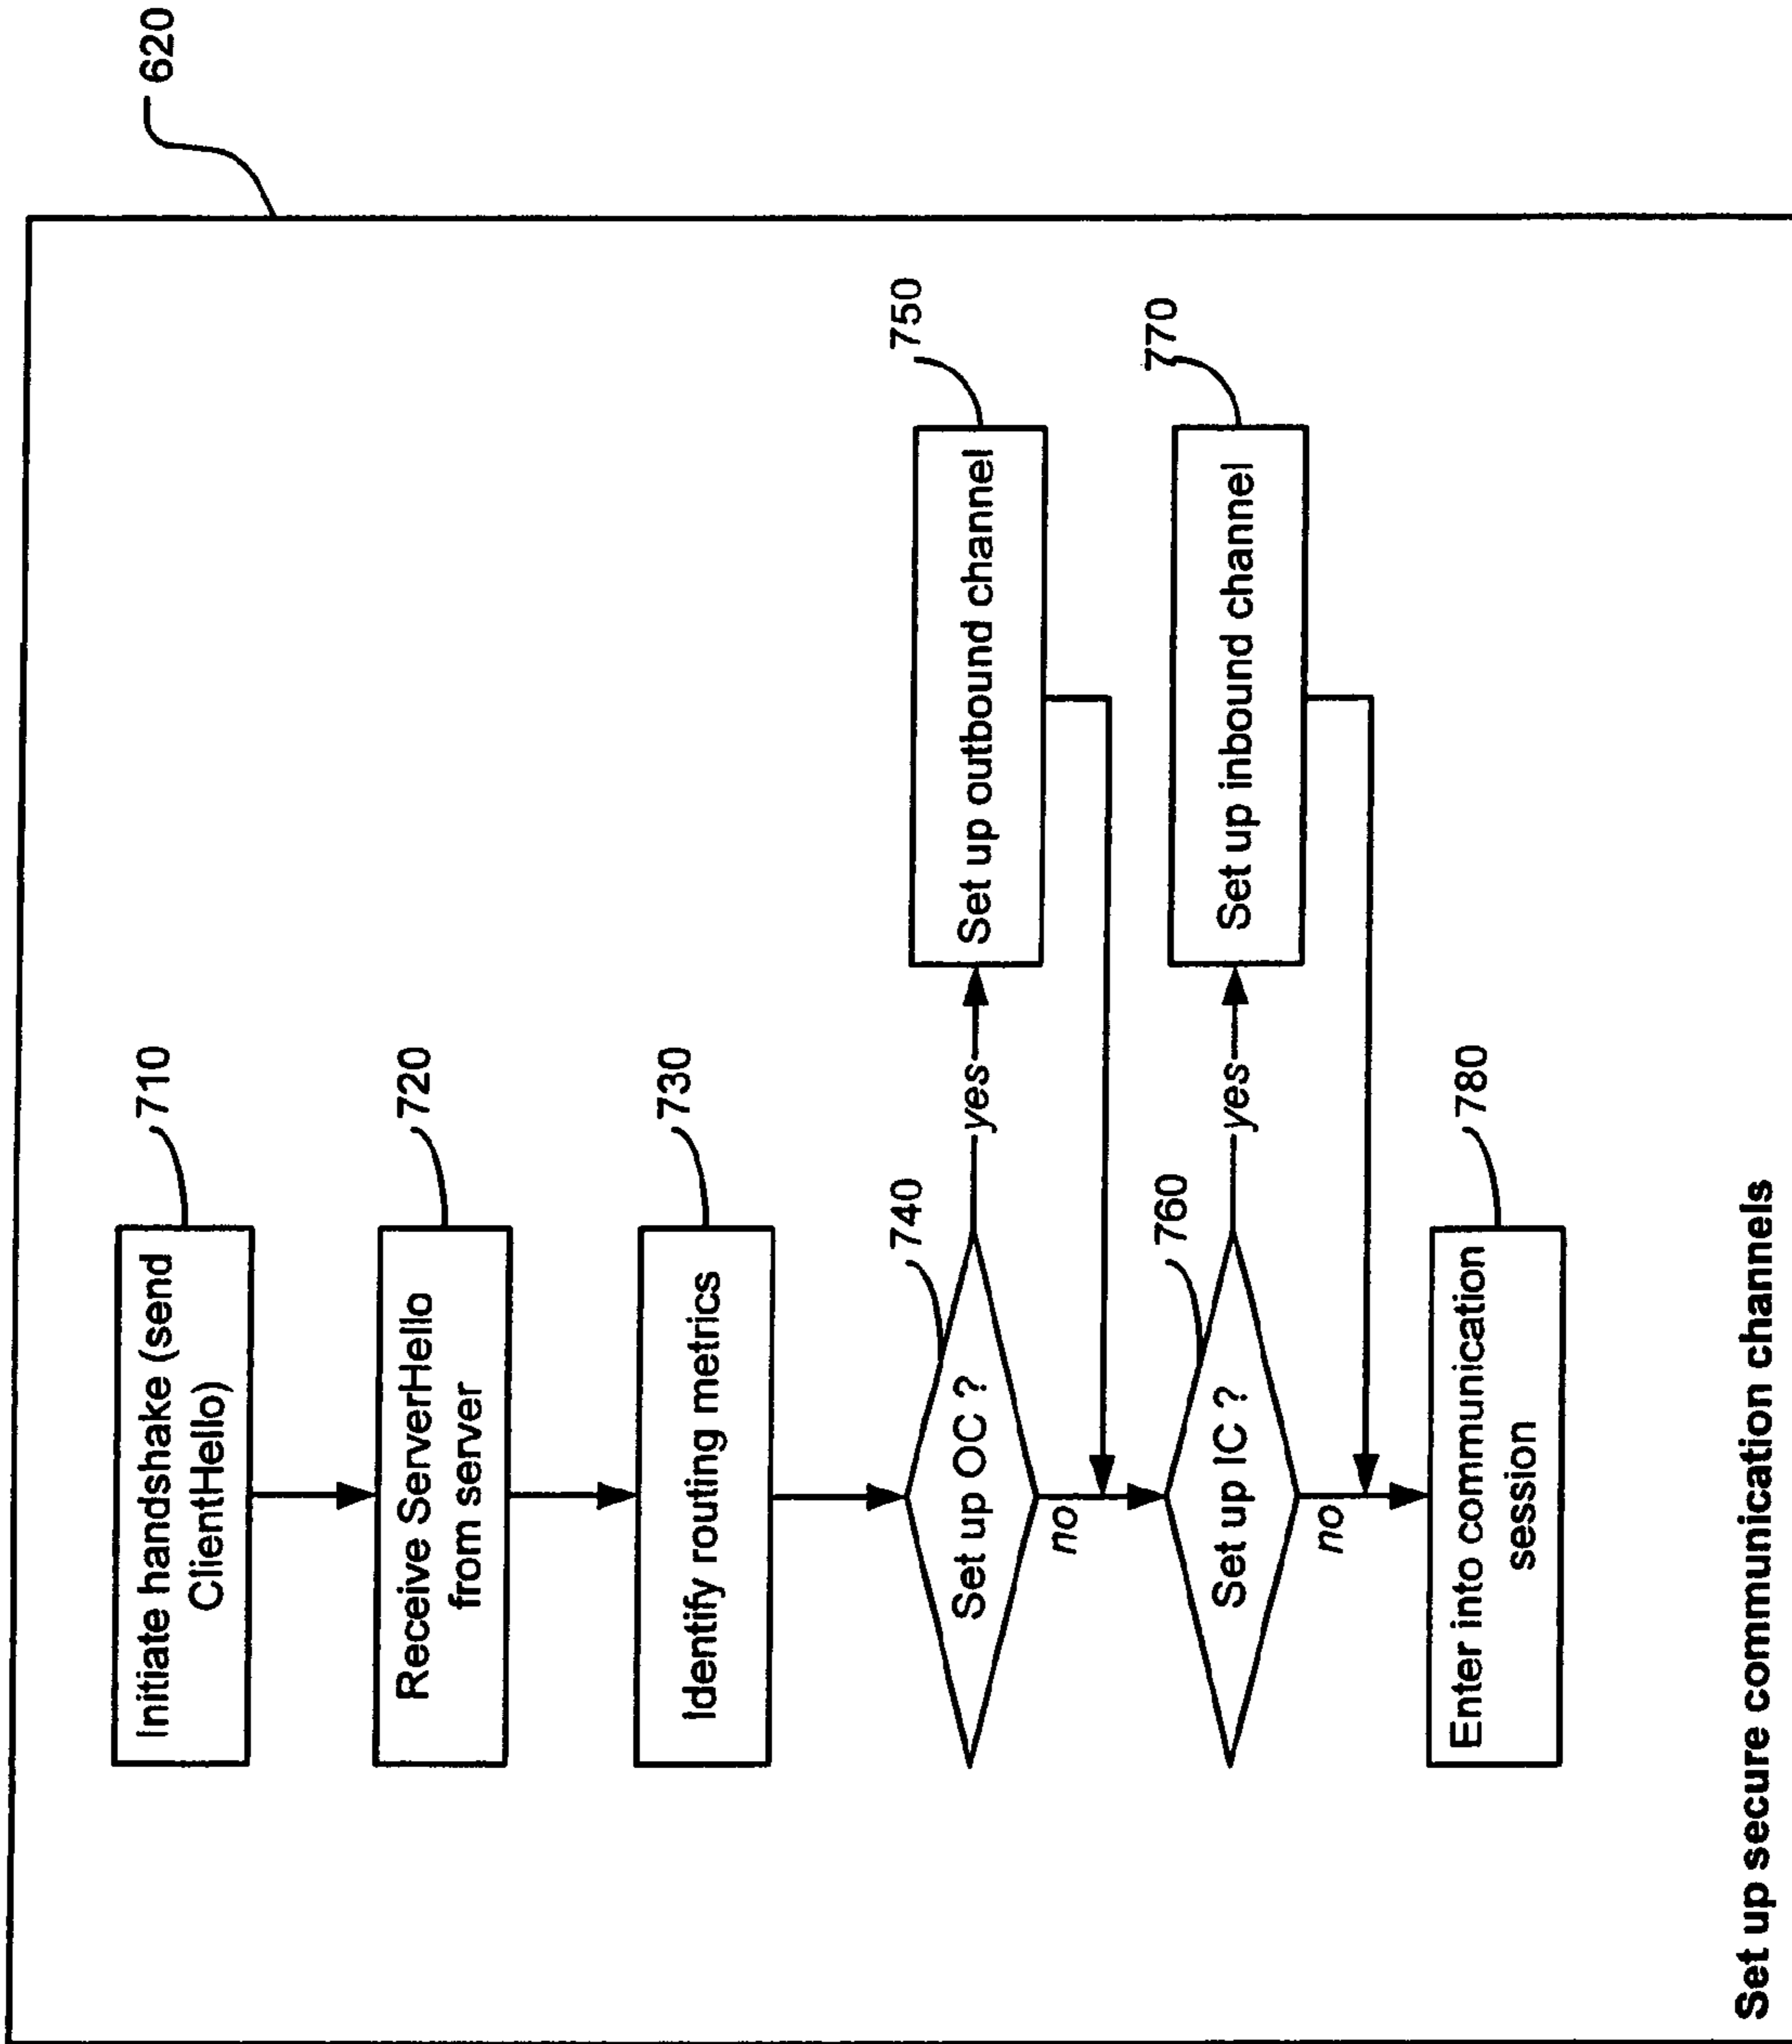 620
710
Initiate handshake (send
ClientHello)
720
Receive ServerHello
from server
730
Identify routing metrics
740
Set up OC ?
yes
750
Set up outbound channel
no
760
Set up IC ?
yes
770
Set up inbound channel
no
780
Enter into communication
session
Set up secure communication channels